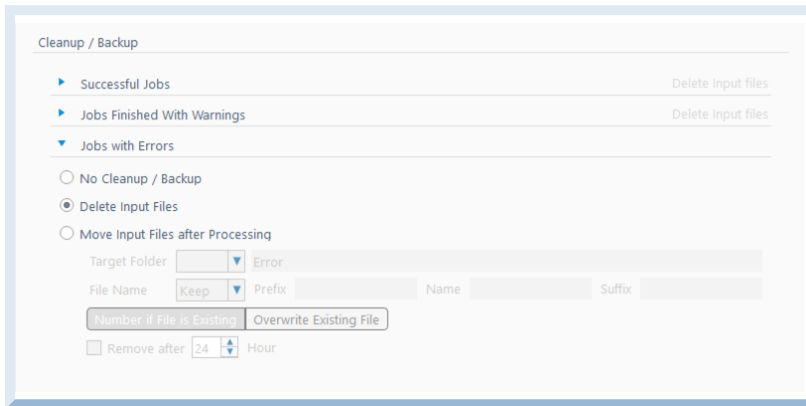 Cleanup / Backup
Successful Jobs Delete Input files
Jobs Finished With Warnings Delete Input files
Jobs with Errors
No Cleanup / Backup
Delete Input Files
Move Input Files after Processing
Target Folder Error
File Name Keep Prefix Name Suffix
Number if File is Existing Overwrite Existing File
Remove after 24 Hour